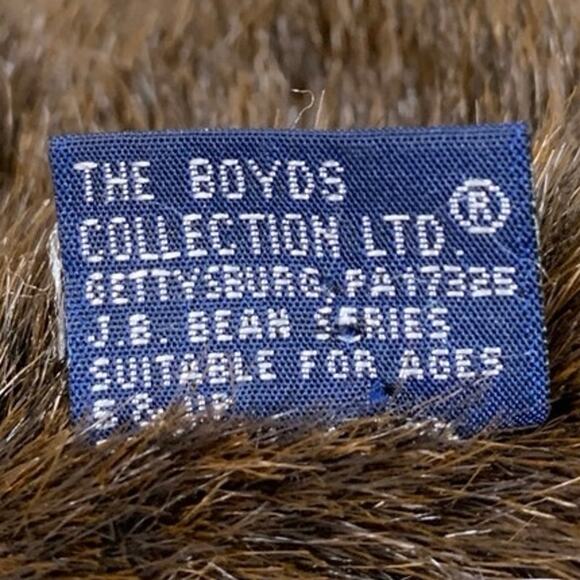 THE BOYDS
COLLECTION LTD.®
GETTYSBURG, PA 17325
J.B. BEAN SERIES
SUITABLE FOR AGES